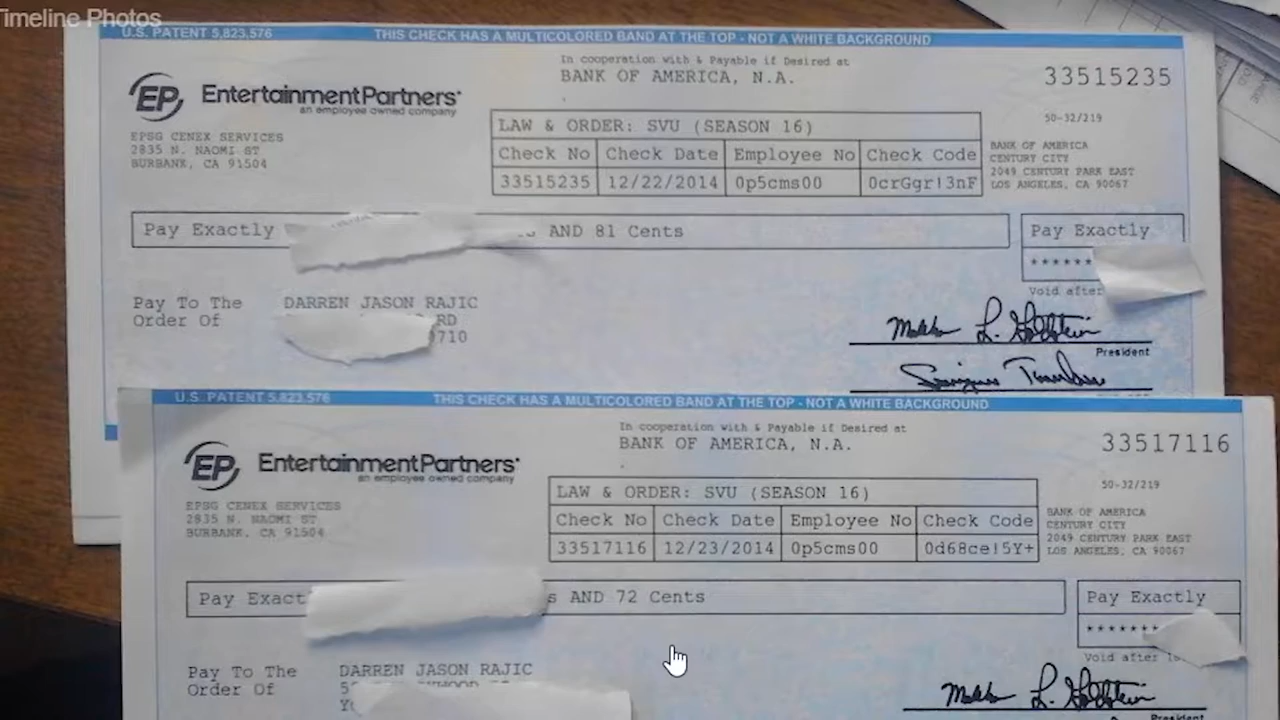 Timeline Photos
U.S. PATENT 5,823,576 THIS CHECK HAS A MULTICOLORED BAND AT THE TOP - NOT A WHITE BACKGROUND
In cooperation with & Payable if Desired at
BANK OF AMERICA, N.A.
33515235
EP EntertainmentPartners
an employee owned company
50-32/219
EPSG CENEX SERVICES
2835 N. NAOMI ST
BURBANK, CA 91504
LAW & ORDER: SVU (SEASON 16)
Check No Check Date Employee No Check Code
33515235 12/22/2014 0p5cms00 0crGgr!3nF
BANK OF AMERICA
CENTURY CITY
2049 CENTURY PARK EAST
LOS ANGELES, CA 90067
Pay Exactly AND 81 Cents
Pay Exactly
******
Void after
Pay To The DARREN JASON RAJIC
Order Of RD
0710
President
U.S. PATENT 5,823,576 THIS CHECK HAS A MULTICOLORED BAND AT THE TOP - NOT A WHITE BACKGROUND
In cooperation with & Payable if Desired at
BANK OF AMERICA, N.A.
33517116
EP EntertainmentPartners
an employee owned company
50-32/219
EPSG CENEX SERVICES
2835 N. NAOMI ST
BURBANK, CA 91504
LAW & ORDER: SVU (SEASON 16)
Check No Check Date Employee No Check Code
33517116 12/23/2014 0p5cms00 0d68ce!5Y+
BANK OF AMERICA
CENTURY CITY
2049 CENTURY PARK EAST
LOS ANGELES, CA 90067
Pay Exact s AND 72 Cents
Pay Exactly
*******
Void after
Pay To The DARREN JASON RAJIC
Order Of
President